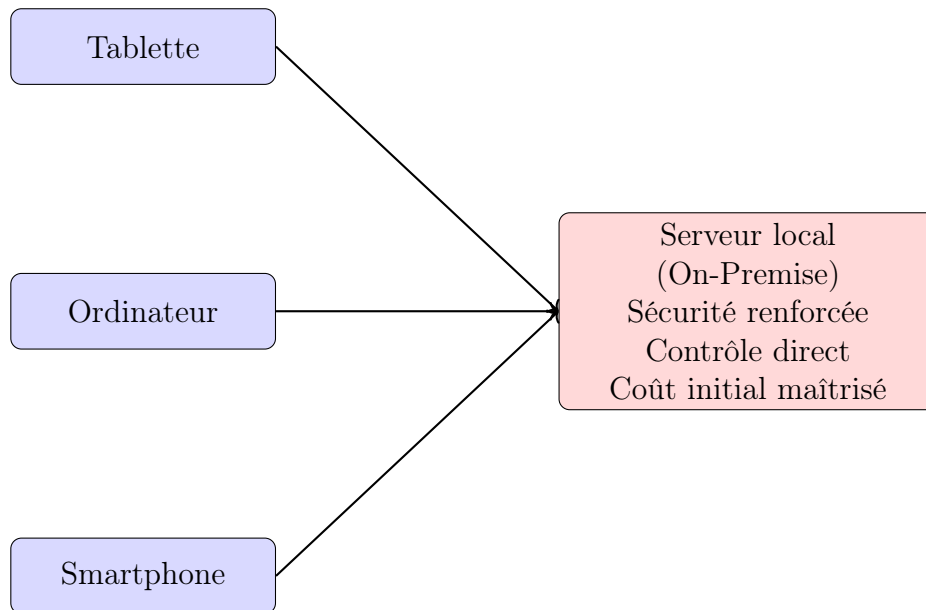 Tablette
Ordinateur
Smartphone
Serveur local
(On-Premise)
Sécurité renforcée
Contrôle direct
Coût initial maîtrisé